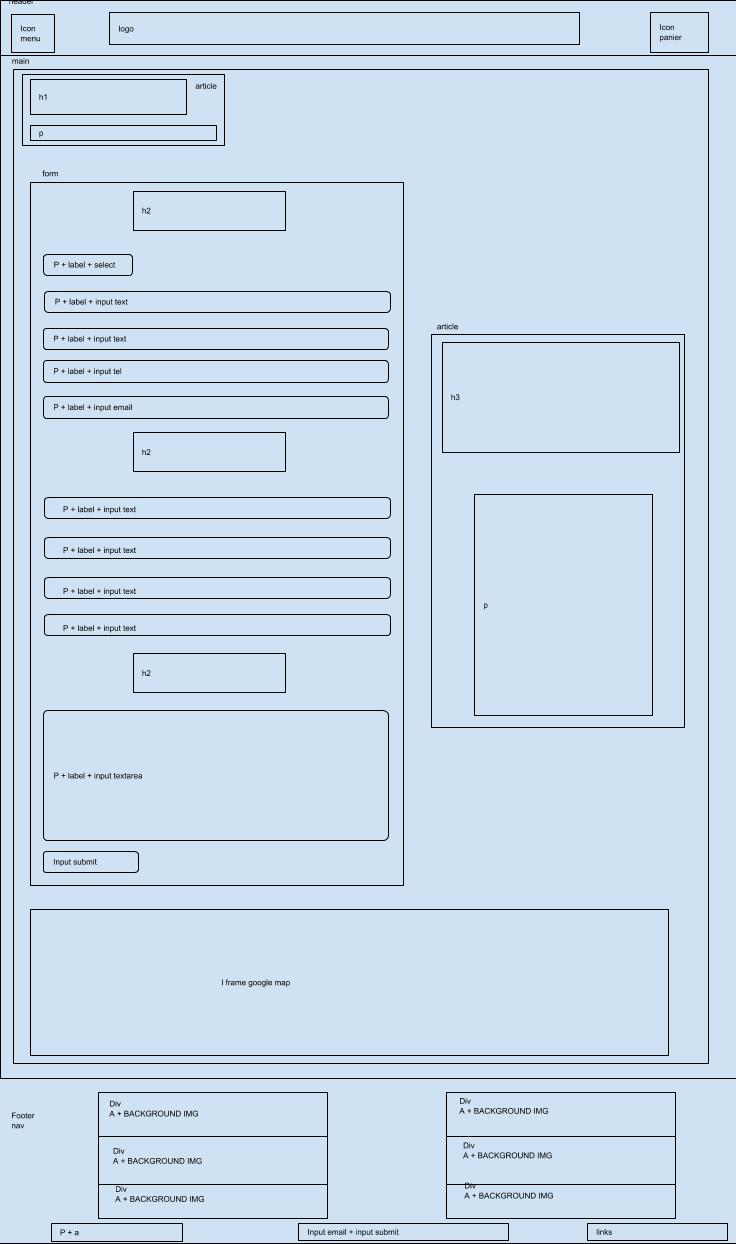 header
Icon
menu
logo
Icon
panier
main
article
h1
p
form
h2
P + label + select
P + label + input text
P + label + input text
P + label + input tel
P + label + input email
h2
P + label + input text
P + label + input text
P + label + input text
P + label + input text
h2
P + label + input textarea
Input submit
article
h3
p
I frame google map
Footer
nav
Div
A + BACKGROUND IMG
Div
A + BACKGROUND IMG
Div
A + BACKGROUND IMG
Div
A + BACKGROUND IMG
Div
A + BACKGROUND IMG
Div
A + BACKGROUND IMG
P + a
Input email + input submit
links